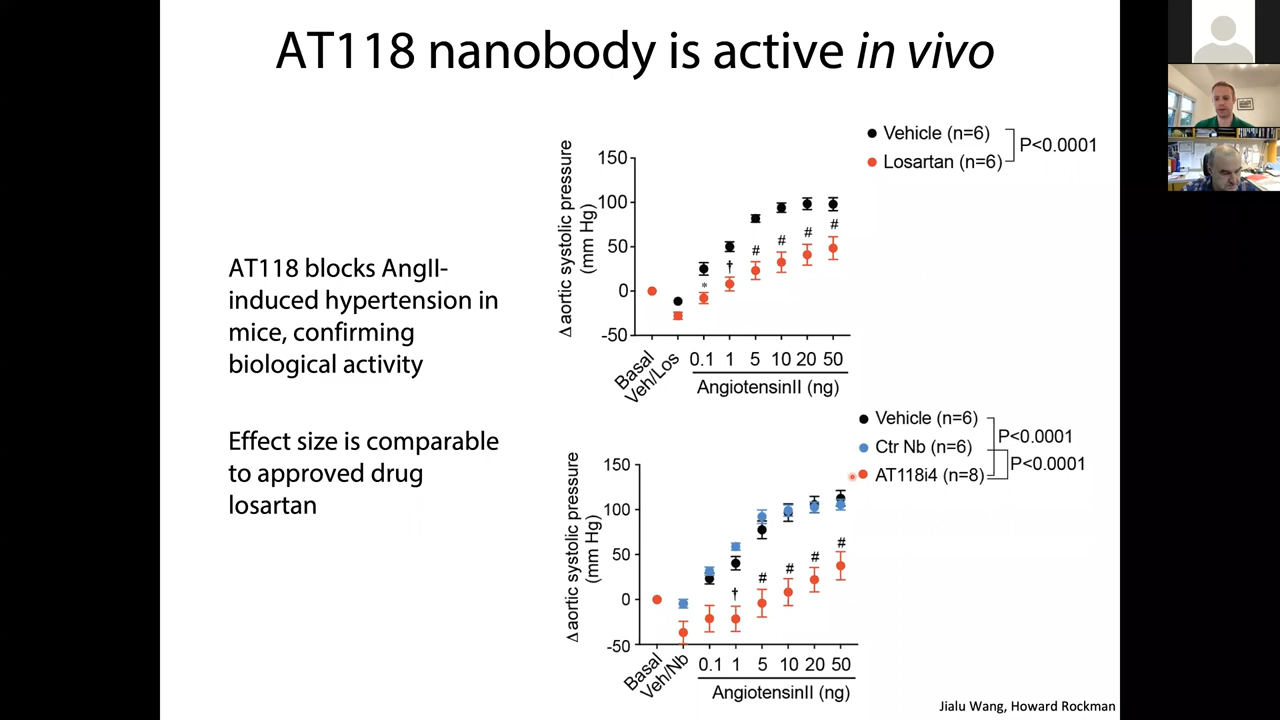 AT118 nanobody is active in vivo
AT118 blocks AngII-
induced hypertension in
mice, confirming
biological activity
Effect size is comparable
to approved drug
losartan
Vehicle (n=6)
Losartan (n=6)
P<0.0001
Δ aortic systolic pressure
(mm Hg)
150
100
50
0
-50
*
†
#
#
#
#
Basal
Veh/Los
0.1 1 5 10 20 50
AngiotensinII (ng)
Vehicle (n=6)
Ctr Nb (n=6)
AT118i4 (n=8)
P<0.0001
P<0.0001
Δ aortic systolic pressure
(mm Hg)
150
100
50
0
-50
†
#
#
#
#
Basal
Veh/Nb
0.1 1 5 10 20 50
AngiotensinII (ng)
Jialu Wang, Howard Rockman